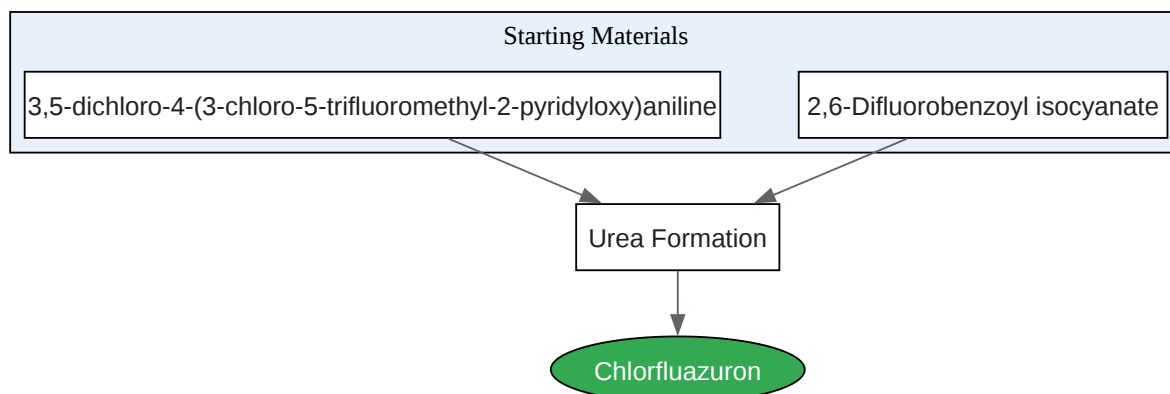 Starting Materials
3,5-dichloro-4-(3-chloro-5-trifluoromethyl-2-pyridyloxy)aniline
2,6-Difluorobenzoyl isocyanate
Urea Formation
Chlorfluazuron